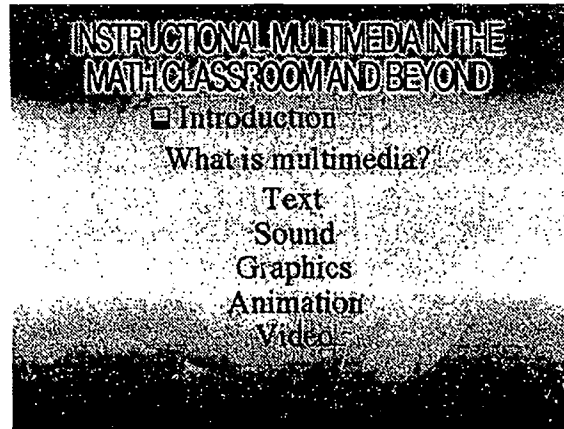 INSTRUCTIONAL MULTIMEDIA IN THE
MATH CLASSROOM AND BEYOND
Introduction
What is multimedia?
Text
Sound
Graphics
Animation
Video